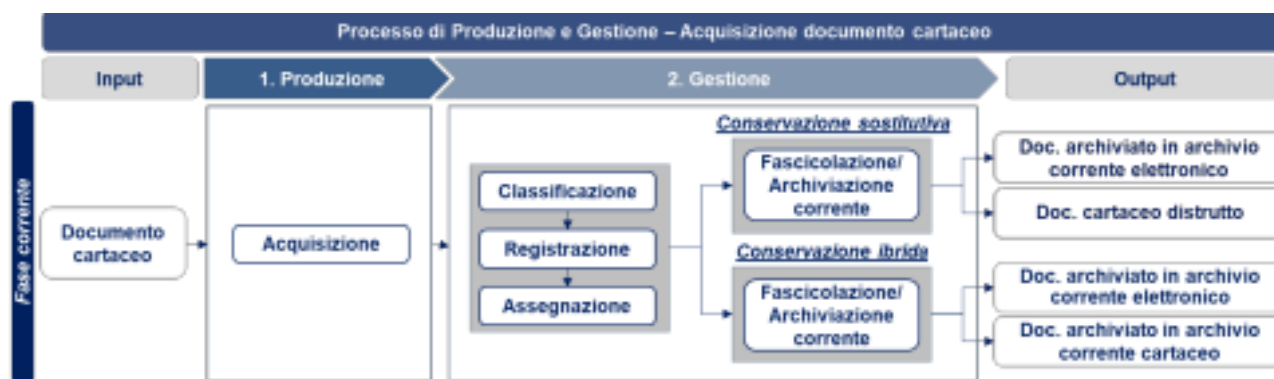 Processo di Produzione e Gestione – Acquisizione documento cartaceo
Input
1. Produzione
2. Gestione
Output
Fase corrente
Documento
cartaceo
Acquisizione
Classificazione
Registrazione
Assegnazione
Conservazione sostitutiva
Fascicolazione/
Archiviazione
corrente
Conservazione ibrida
Fascicolazione/
Archiviazione
corrente
Doc. archiviato in archivio
corrente elettronico
Doc. cartaceo distrutto
Doc. archiviato in archivio
corrente elettronico
Doc. archiviato in archivio
corrente cartaceo